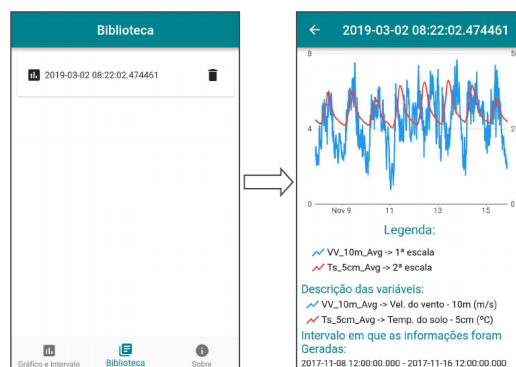 Biblioteca
2019-03-02 08:22:02.474461
Gráfico e Intervalo
Biblioteca
Sobre
2019-03-02 08:22:02.474461
8
4
0
0
Nov 9
11
13
15
Legenda:
VV_10m_Avg -> 1ª escala
Ts_5cm_Avg -> 2ª escala
Descrição das variáveis:
VV_10m_Avg -> Vel. do vento - 10m (m/s)
Ts_5cm_Avg -> Temp. do solo - 5cm (ºC)
Intervalo em que as informações foram
Geradas:
2017-11-08 12:00:00.000 - 2017-11-16 12:00:00.000